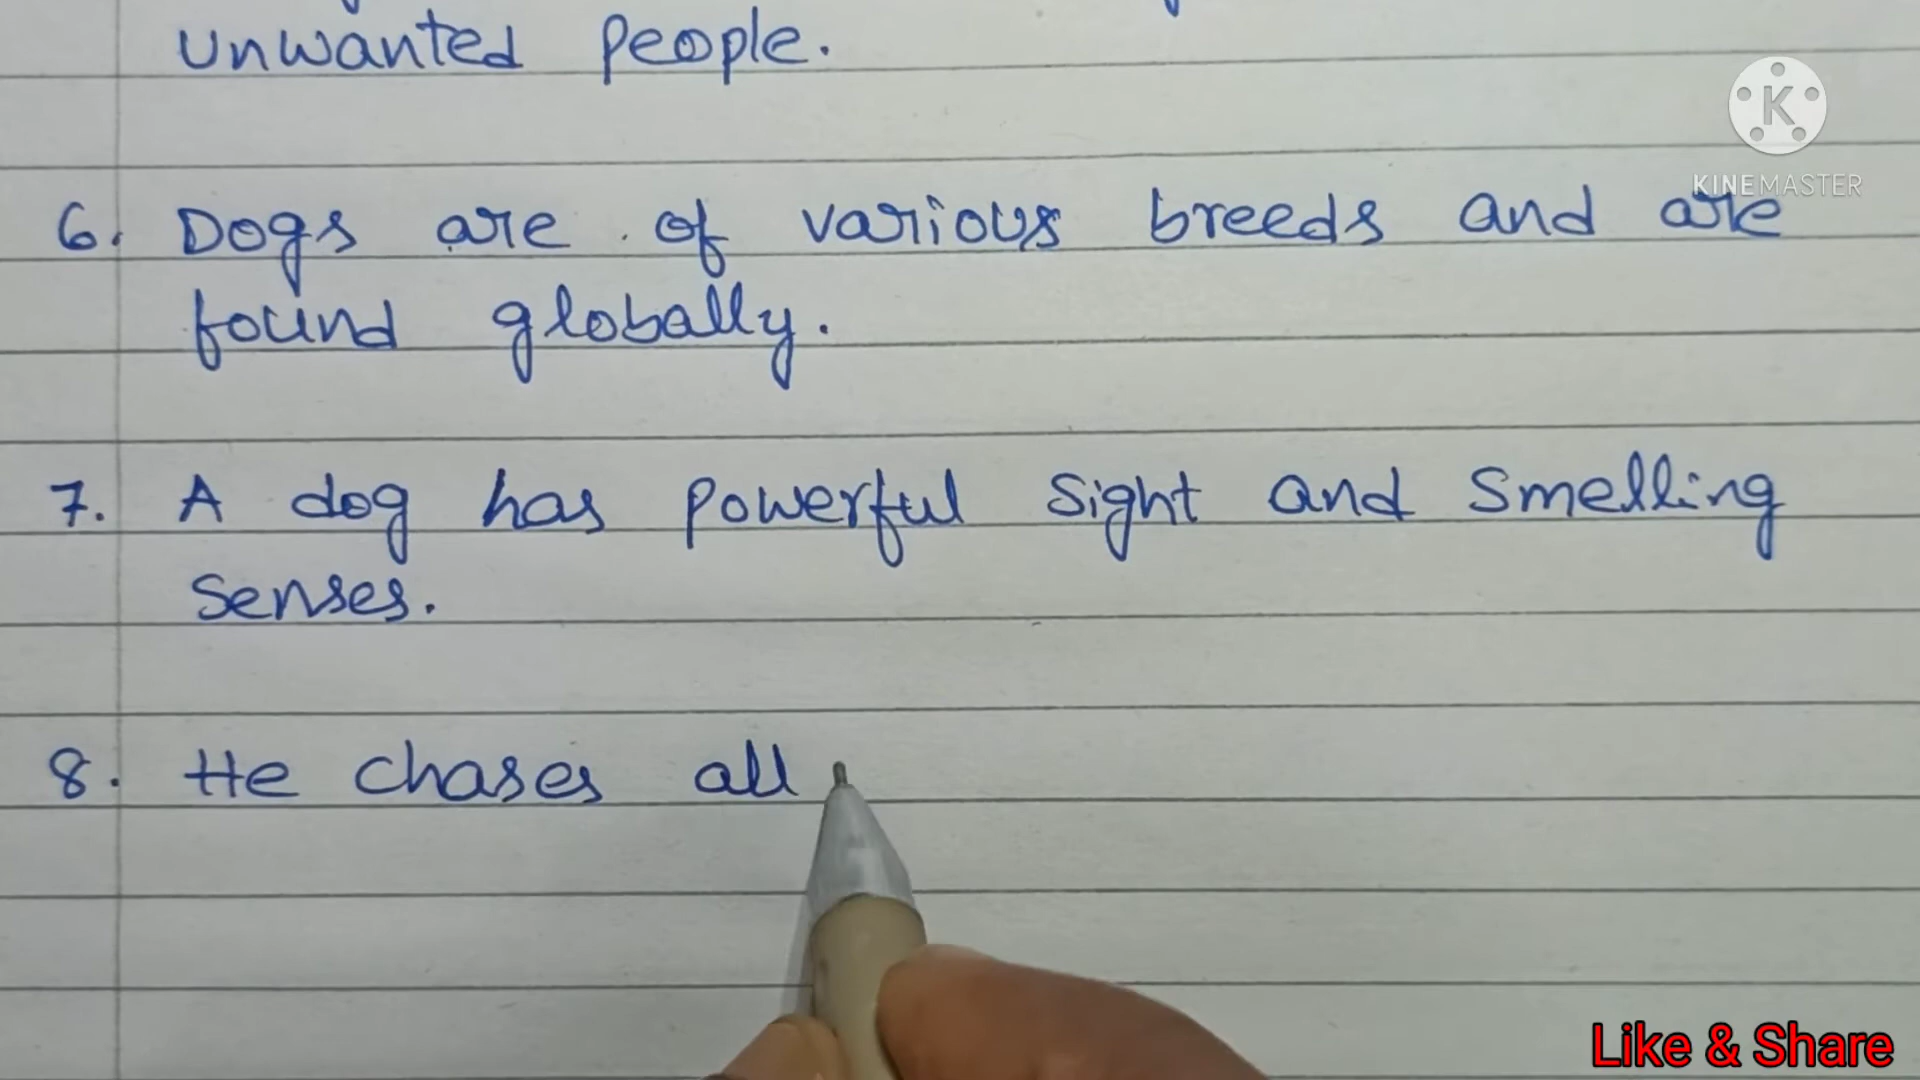 unwanted people.
KINEMASTER
6. Dogs are of various breeds and are
found globally.
7. A dog has powerful sight and smelling
senses.
8. He chases all
Like & Share